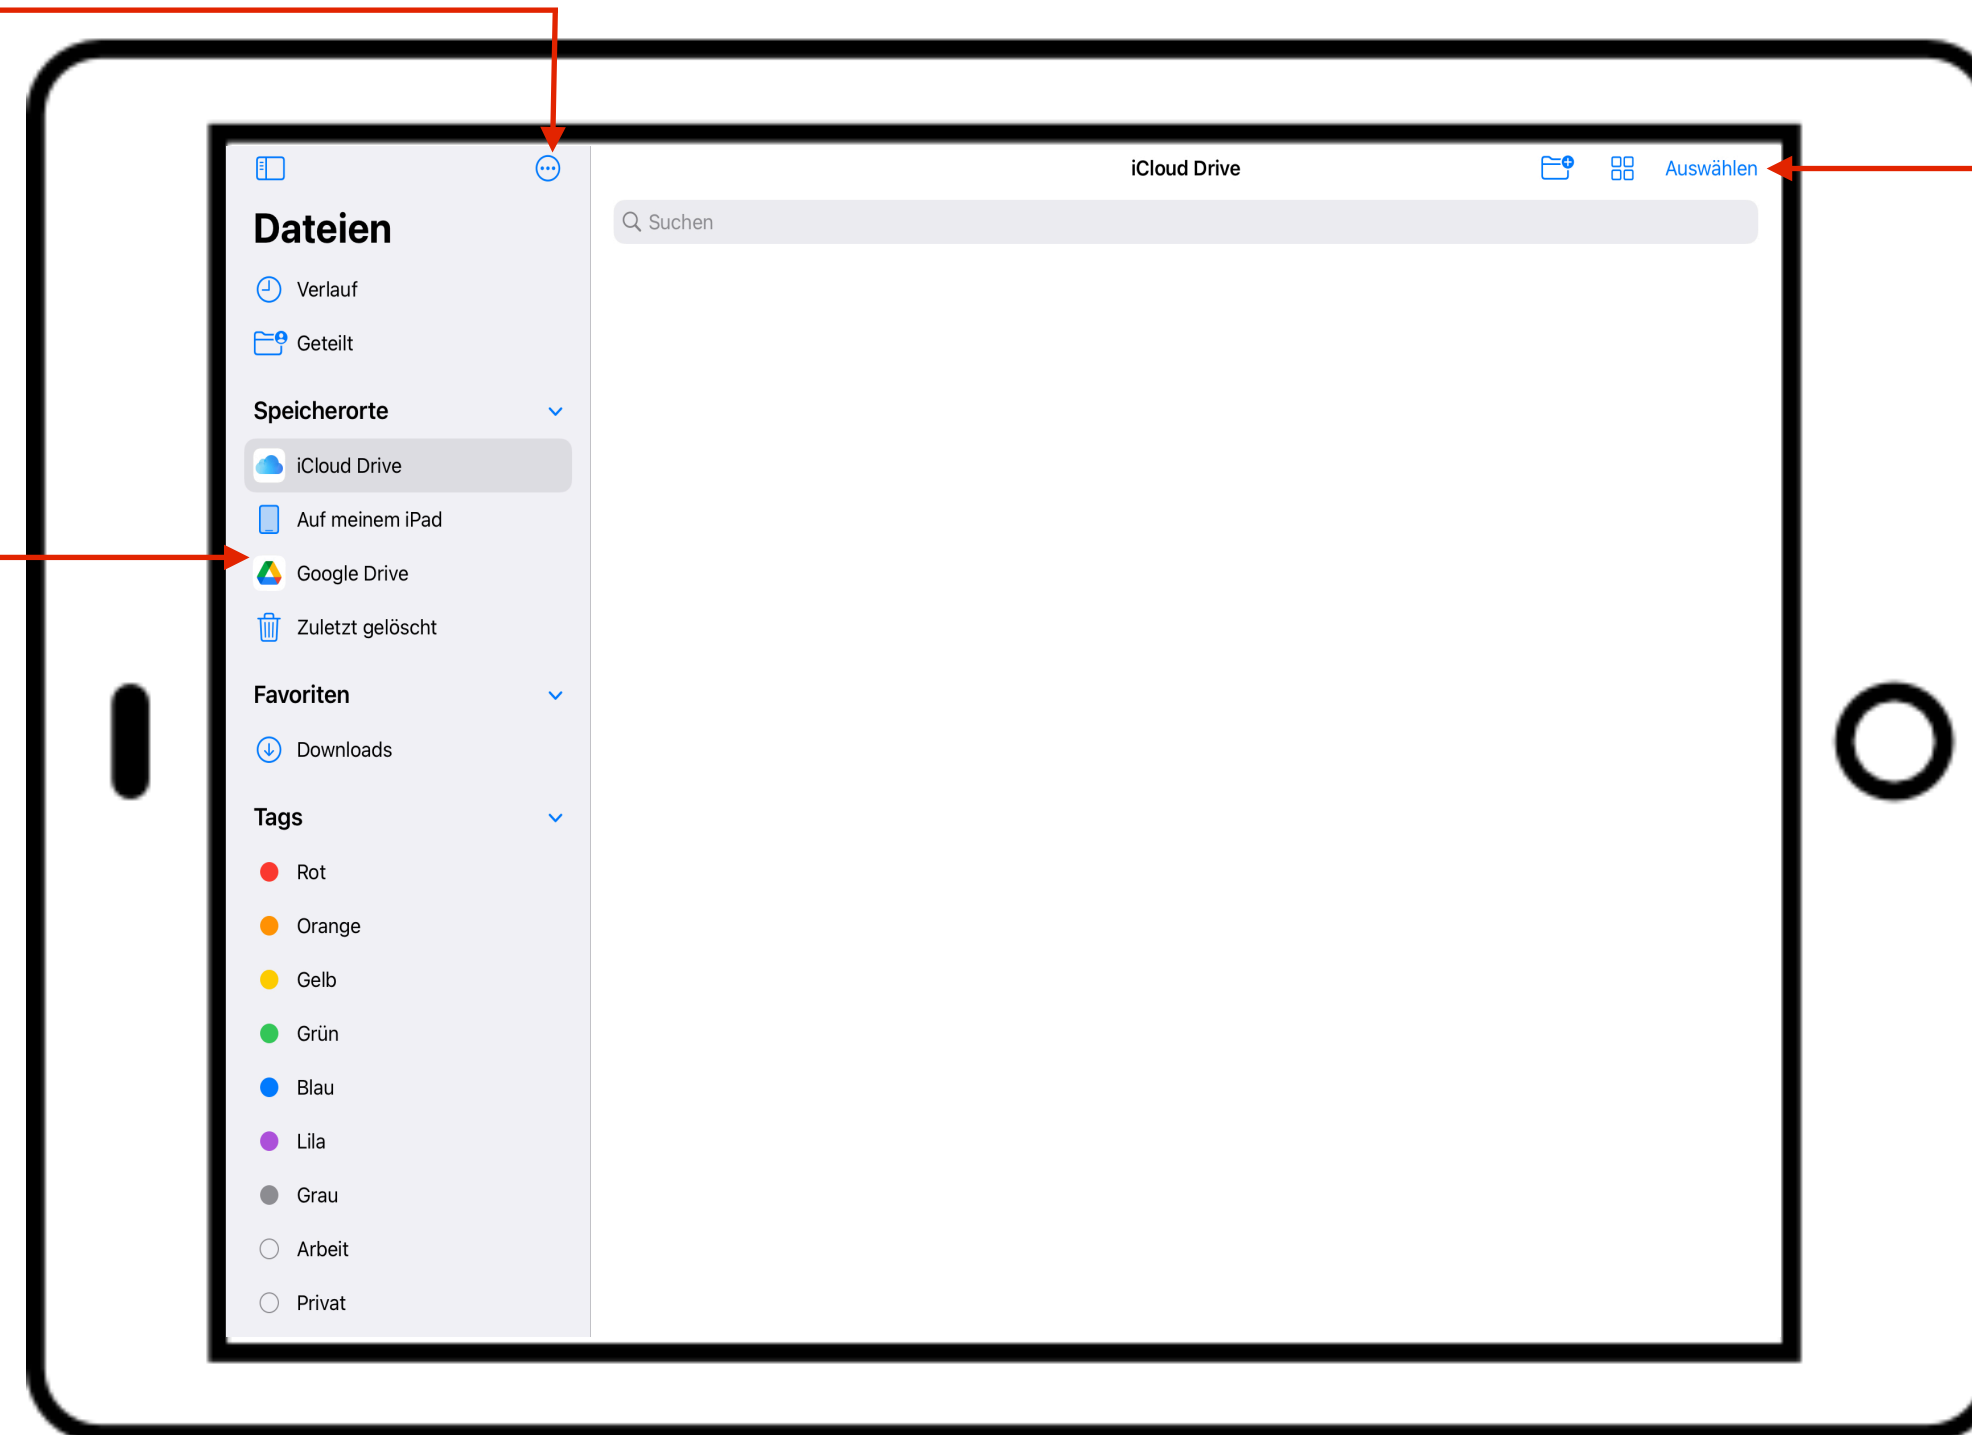 iCloud Drive
Auswählen
Dateien
Suchen
Verlauf
Geteilt
Speicherorte
iCloud Drive
Auf meinem iPad
Google Drive
Zuletzt gelöscht
Favoriten
Downloads
Tags
Rot
Orange
Gelb
Grün
Blau
Lila
Grau
Arbeit
Privat